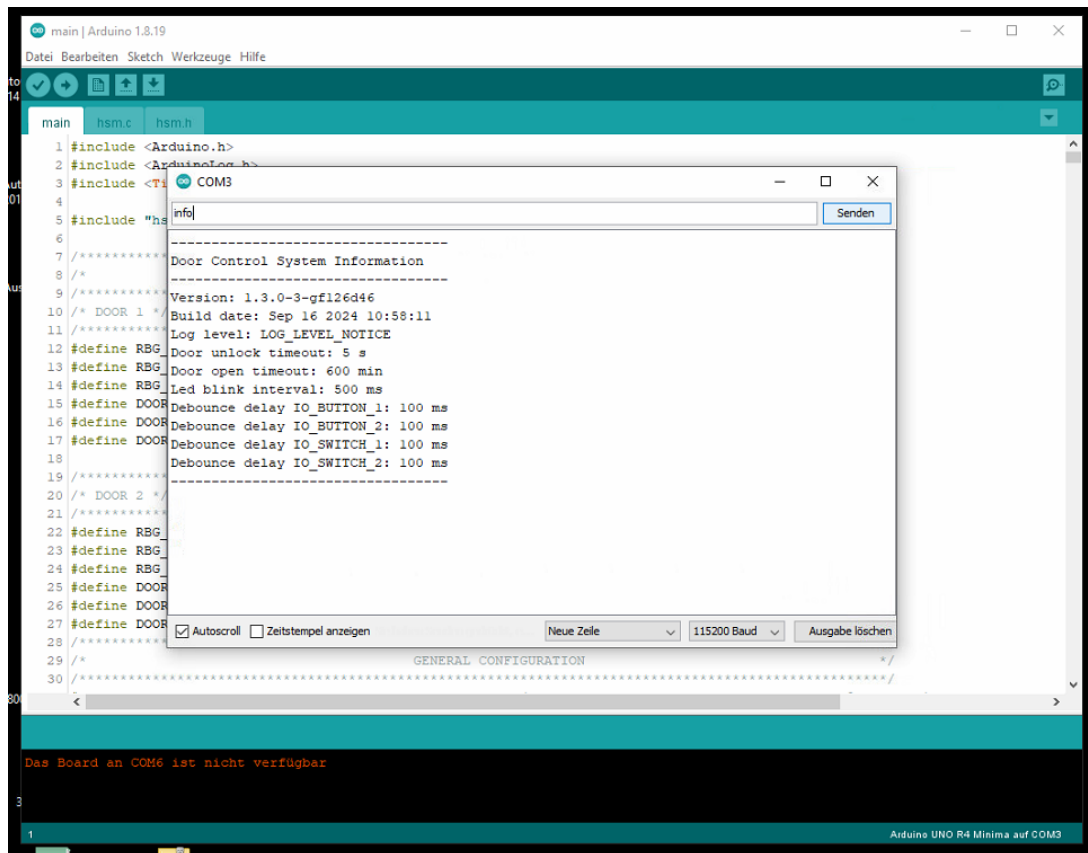 main | Arduino 1.8.19
Datei Bearbeiten Sketch Werkzeuge Hilfe
main hsm.c hsm.h
1 #include <Arduino.h>
2 #include <ArduinoLog.h>
3 #include <Ti
4
5 #include "hs
6
7 /***********
8 /*
9 /***********
10 /* DOOR 1 */
11 /***********
12 #define RBG_
13 #define RBG_
14 #define RBG_
15 #define DOOR
16 #define DOOR
17 #define DOOR
18
19 /***********
20 /* DOOR 2 */
21 /***********
22 #define RBG_
23 #define RBG_
24 #define RBG_
25 #define DOOR
26 #define DOOR
27 #define DOOR
28 /***********
29 /* GENERAL CONFIGURATION */
30 /******************************************************************************/
COM3
info
Senden
----------------------------------
Door Control System Information
----------------------------------
Version: 1.3.0-3-gf126d46
Build date: Sep 16 2024 10:58:11
Log level: LOG_LEVEL_NOTICE
Door unlock timeout: 5 s
Door open timeout: 600 min
Led blink interval: 500 ms
Debounce delay IO_BUTTON_1: 100 ms
Debounce delay IO_BUTTON_2: 100 ms
Debounce delay IO_SWITCH_1: 100 ms
Debounce delay IO_SWITCH_2: 100 ms
----------------------------------
Autoscroll Zeitstempel anzeigen Neue Zeile 115200 Baud Ausgabe löschen
Das Board an COM6 ist nicht verfügbar
1 Arduino UNO R4 Minima auf COM3